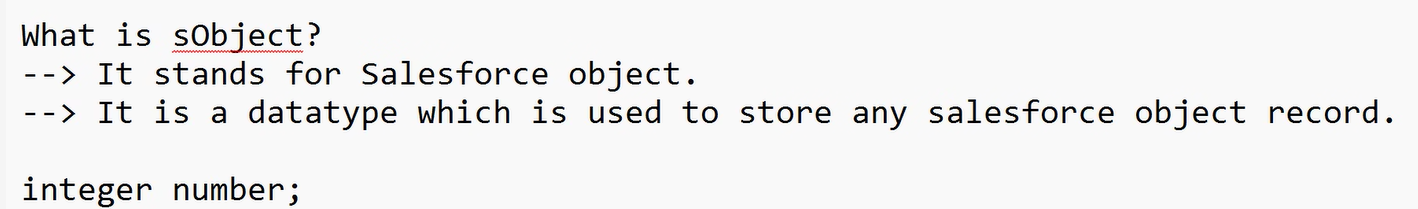 What is sObject?
--> It stands for Salesforce object.
--> It is a datatype which is used to store any salesforce object record.
integer number;